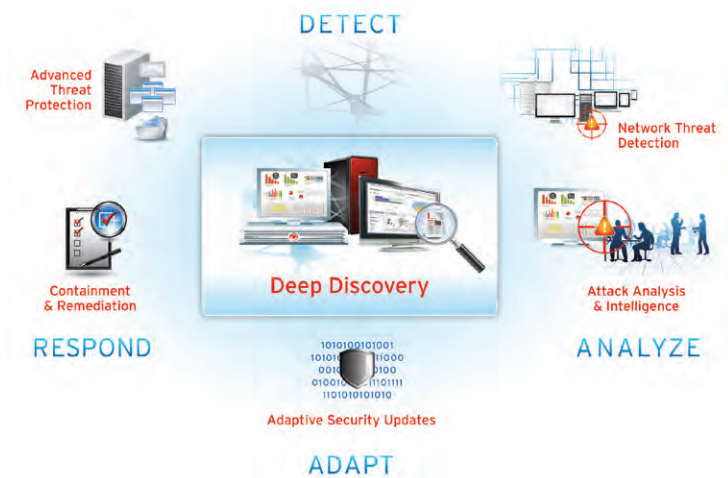 DETECT
Advanced
Threat
Protection
Network Threat
Detection
Deep Discovery
Containment
& Remediation
Attack Analysis
& Intelligence
RESPOND
ANALYZE
1010100101001
Adaptive Security Updates
ADAPT